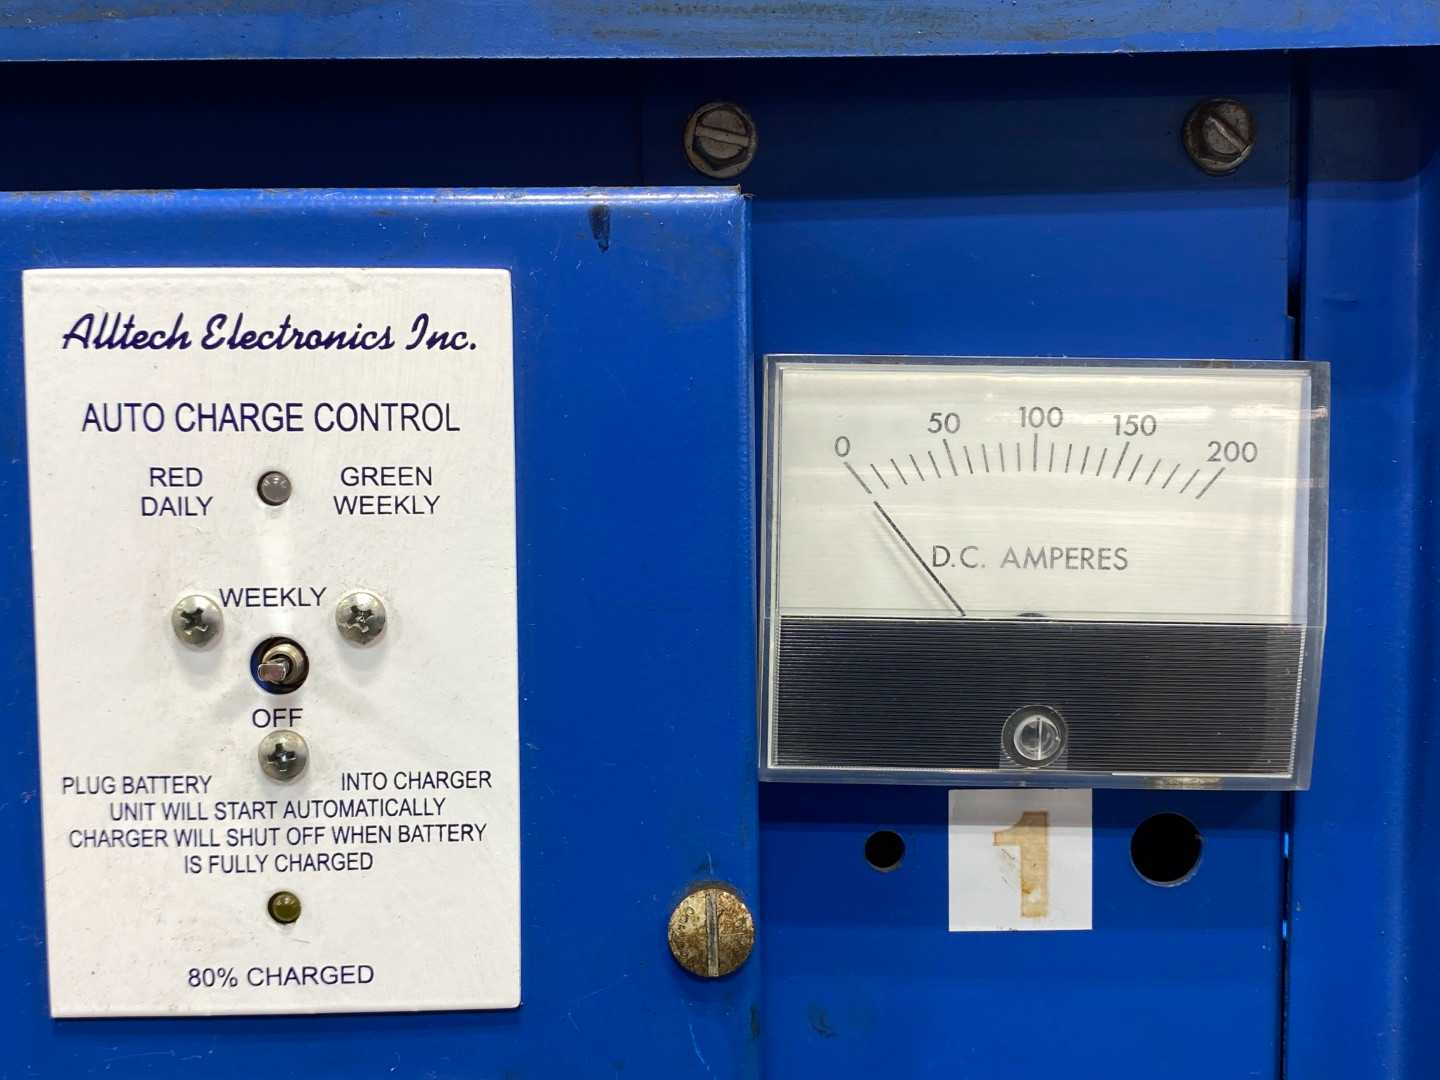 Alltech Electronics Inc.
AUTO CHARGE CONTROL
RED DAILY
GREEN WEEKLY
WEEKLY
OFF
PLUG BATTERY INTO CHARGER
UNIT WILL START AUTOMATICALLY
CHARGER WILL SHUT OFF WHEN BATTERY
IS FULLY CHARGED
80% CHARGED
0 50 100 150 200
D.C. AMPERES
1